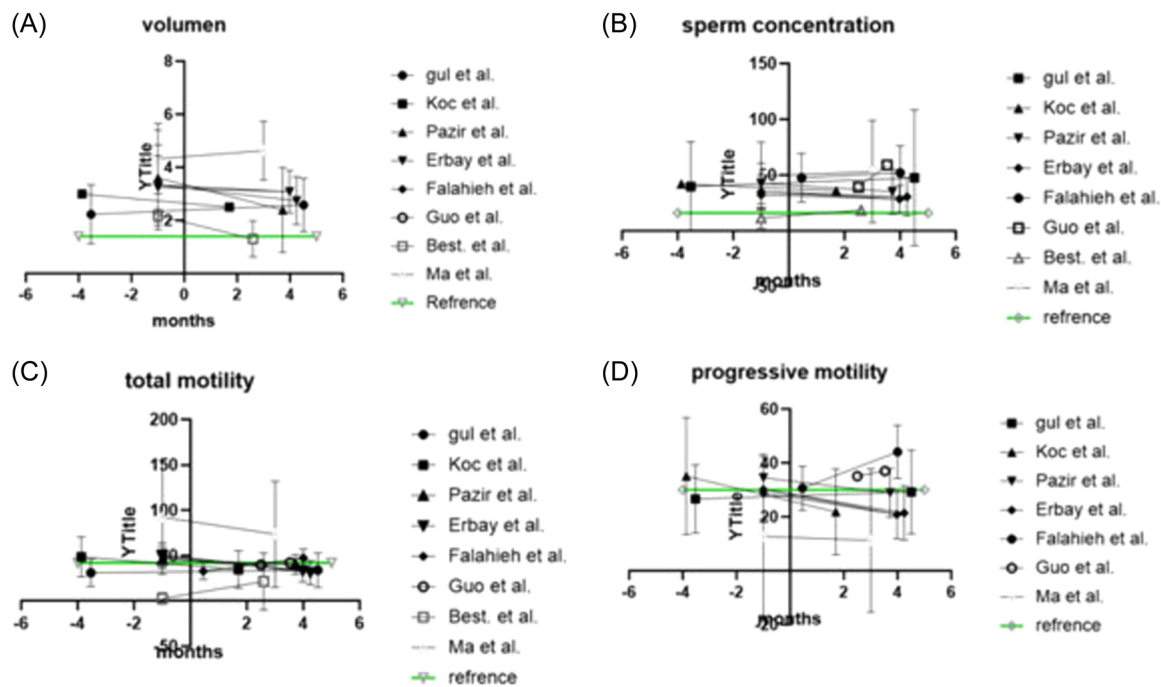 (A)
volumen
8
6
4
2
YTitle
-6 -4 -2 0 2 4 6
months
gul et al.
Koc et al.
Pazir et al.
Erbay et al.
Falahieh et al.
Guo et al.
Best. et al.
Ma et al.
Refrence
(B)
sperm concentration
150
100
50
-50
YTitle
-6 -4 -2 0 2 4 6
months
gul et al.
Koc et al.
Pazir et al.
Erbay et al.
Falahieh et al.
Guo et al.
Best. et al.
Ma et al.
refrence
(C)
total motility
200
150
100
50
-50
YTitle
-6 -4 -2 0 2 4 6
months
gul et al.
Koc et al.
Pazir et al.
Erbay et al.
Falahieh et al.
Guo et al.
Best. et al.
Ma et al.
refrence
(D)
progressive motility
60
40
20
-20
YTitle
-6 -4 -2 0 2 4 6
months
gul et al.
Koc et al.
Pazir et al.
Erbay et al.
Falahieh et al.
Guo et al.
Ma et al.
refrence